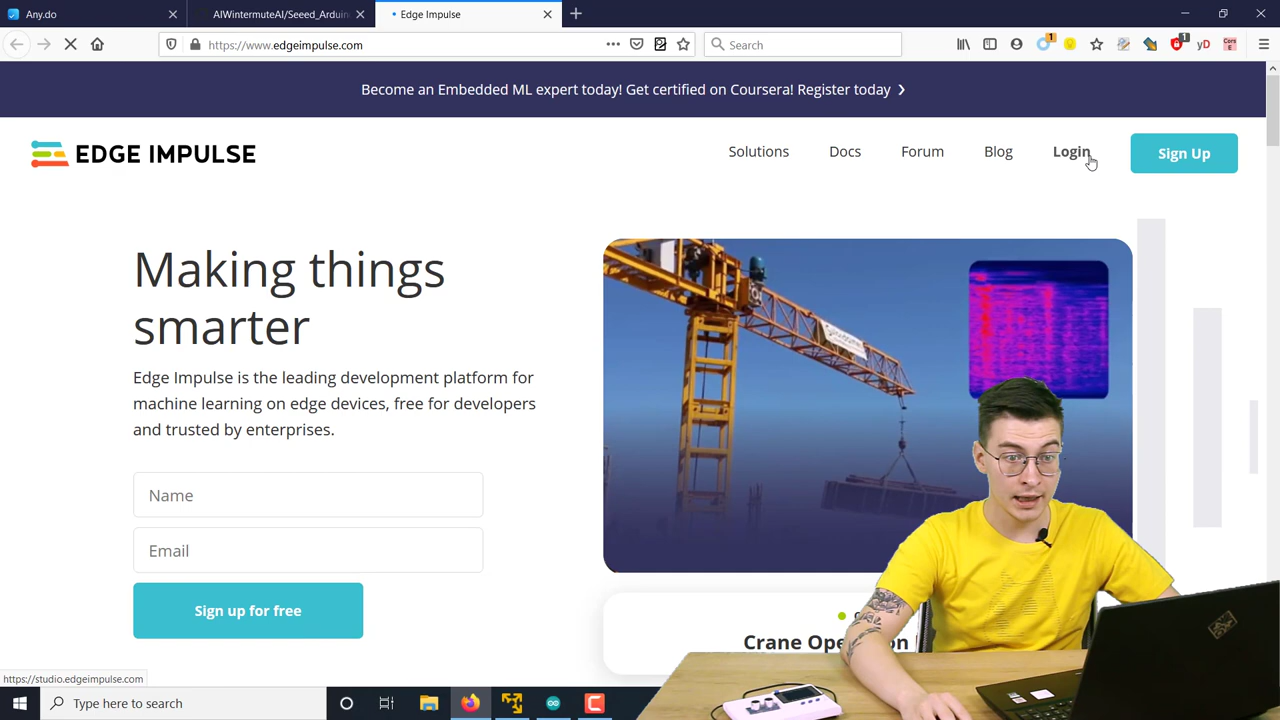 Any.do
AIWintermuteAI/Seeed_Arduin
Edge Impulse
https://www.edgeimpulse.com
Search
1
1
yD
Become an Embedded ML expert today! Get certified on Coursera! Register today
EDGE IMPULSE
Solutions
Docs
Forum
Blog
Login
Sign Up
Making things
smarter
Edge Impulse is the leading development platform for
machine learning on edge devices, free for developers
and trusted by enterprises.
Name
Email
Sign up for free
Crane Ope
https://studio.edgeimpulse.com
Type here to search